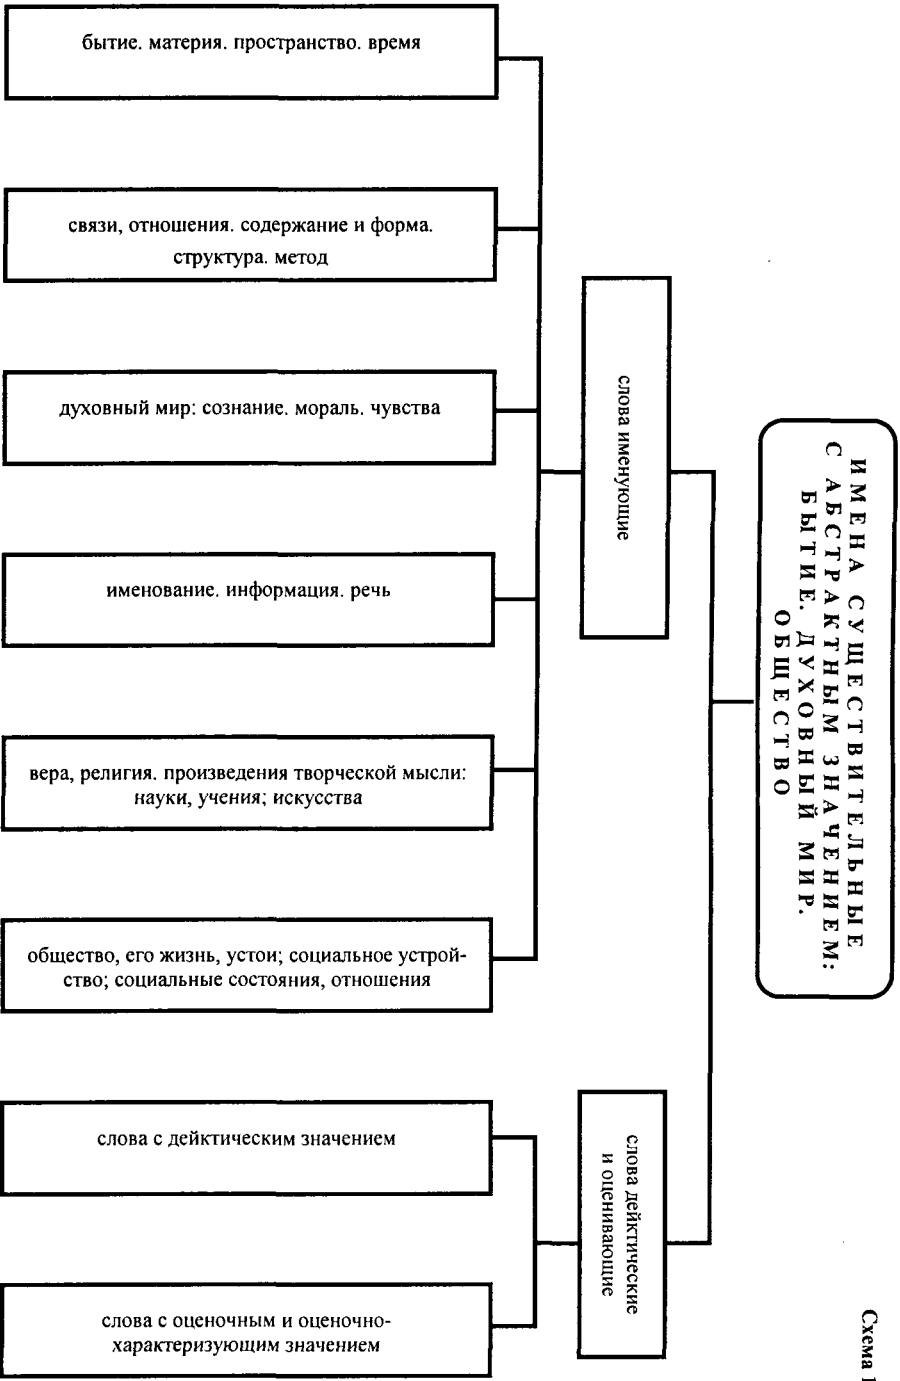 Схема 1
ИМЕНА СУЩЕСТВИТЕЛЬНЫЕ
С АБСТРАКТНЫМ ЗНАЧЕНИЕМ:
БЫТИЕ. ДУХОВНЫЙ МИР.
ОБЩЕСТВО
слова именующие
бытие. материя. пространство. время
связи, отношения. содержание и форма.
структура. метод
духовный мир: сознание. мораль. чувства
именование. информация. речь
вера, религия. произведения творческой мысли:
науки, учения; искусства
общество, его жизнь, устои; социальное устрой-
ство; социальные состояния, отношения
слова дейктические
и оценивающие
слова с дейктическим значением
слова с оценочным и оценочно-
характеризующим значением